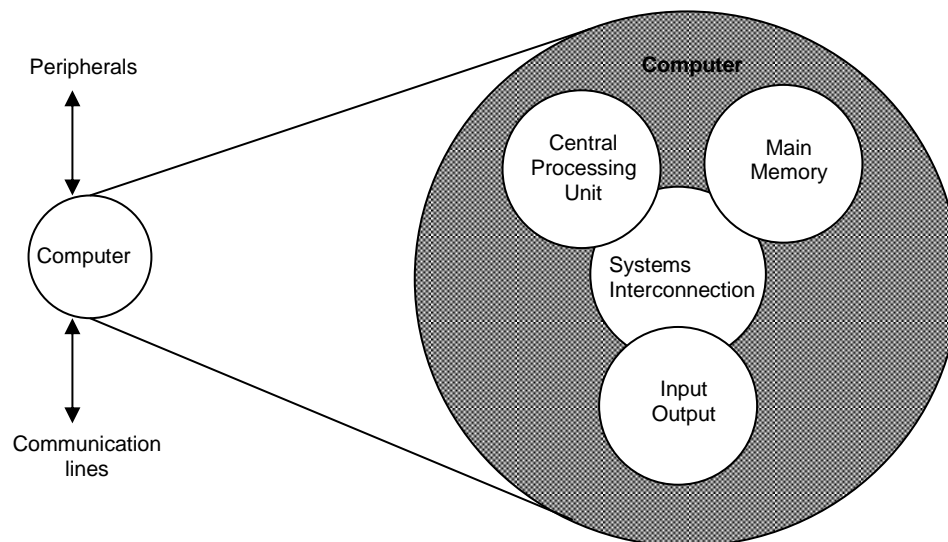 Peripherals
Computer
Communication
lines
Computer
Central
Processing
Unit
Main
Memory
Systems
Interconnection
Input
Output